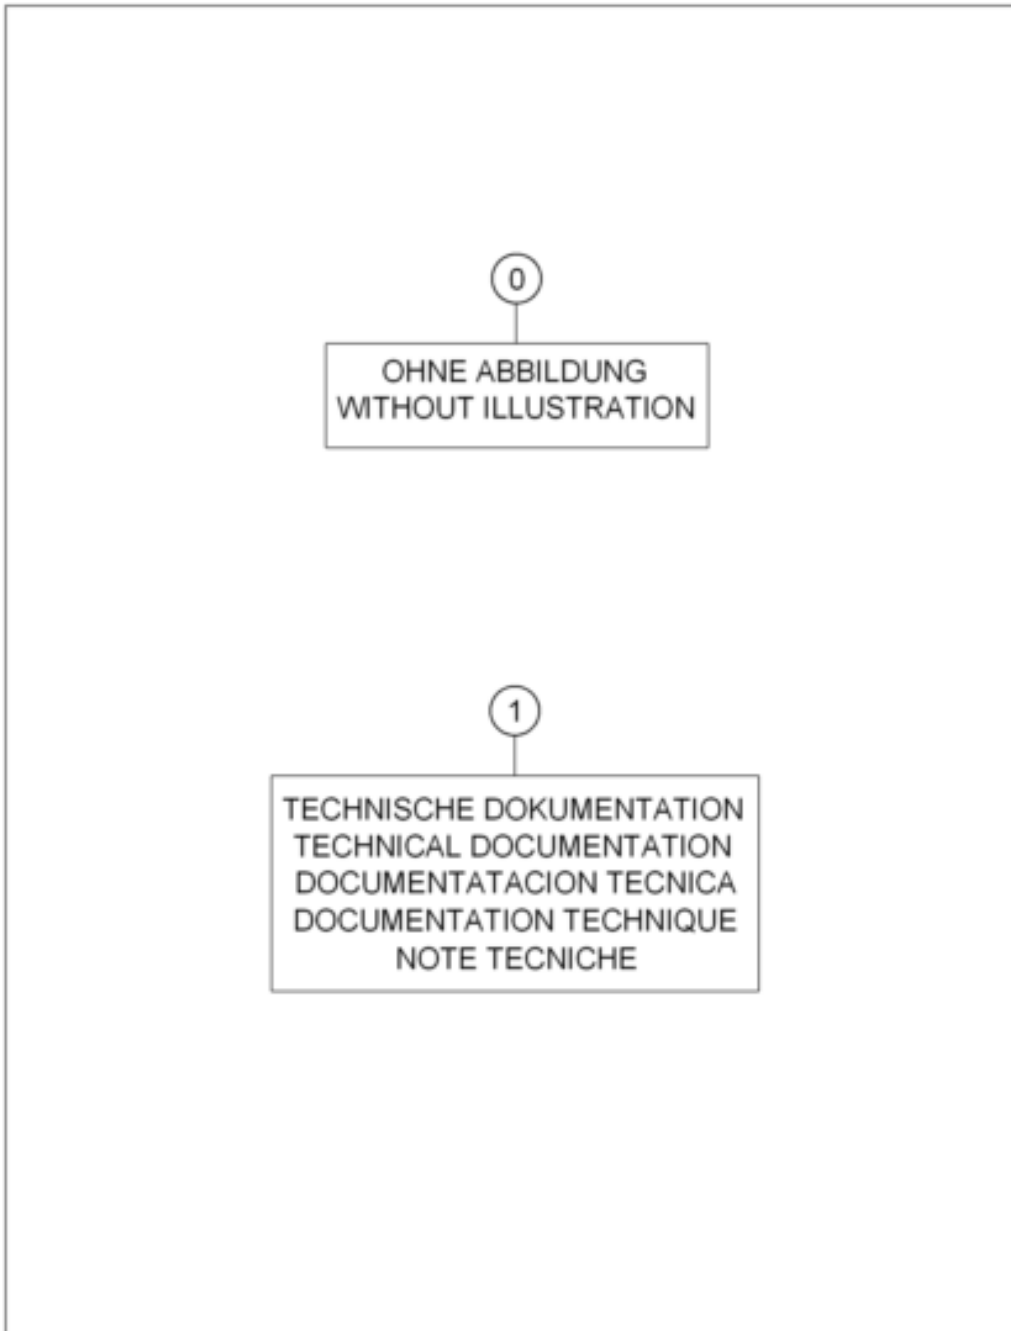 0
OHNE ABBILDUNG
WITHOUT ILLUSTRATION
1
TECHNISCHE DOKUMENTATION
TECHNICAL DOCUMENTATION
DOCUMENTATACION TECNICA
DOCUMENTATION TECHNIQUE
NOTE TECNICHE